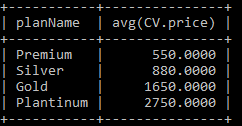 +-----------+---------------+
| planName | avg(CV.price) |
+-----------+---------------+
| Premium | 550.0000 |
| Silver | 880.0000 |
| Gold | 1650.0000 |
| Plantinum | 2750.0000 |
+-----------+---------------+